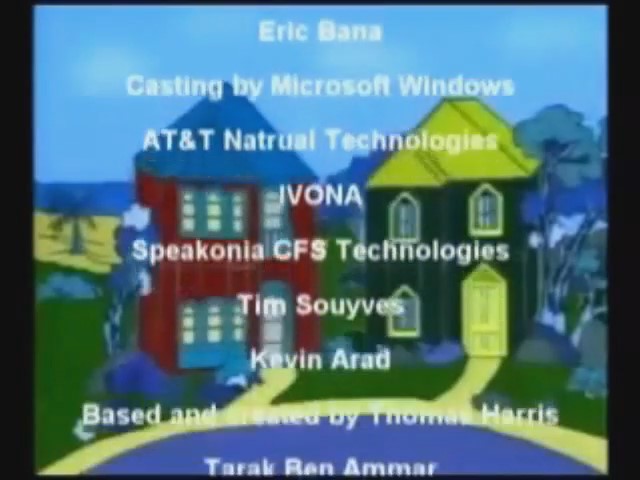 Eric Bana
Casting by Microsoft Windows
AT&T Natrual Technologies
IVONA
Speakonia CFS Technologies
Tim Souyves
Kevin Arad
Based and created by Thomas Harris
Tarak Ben Ammar